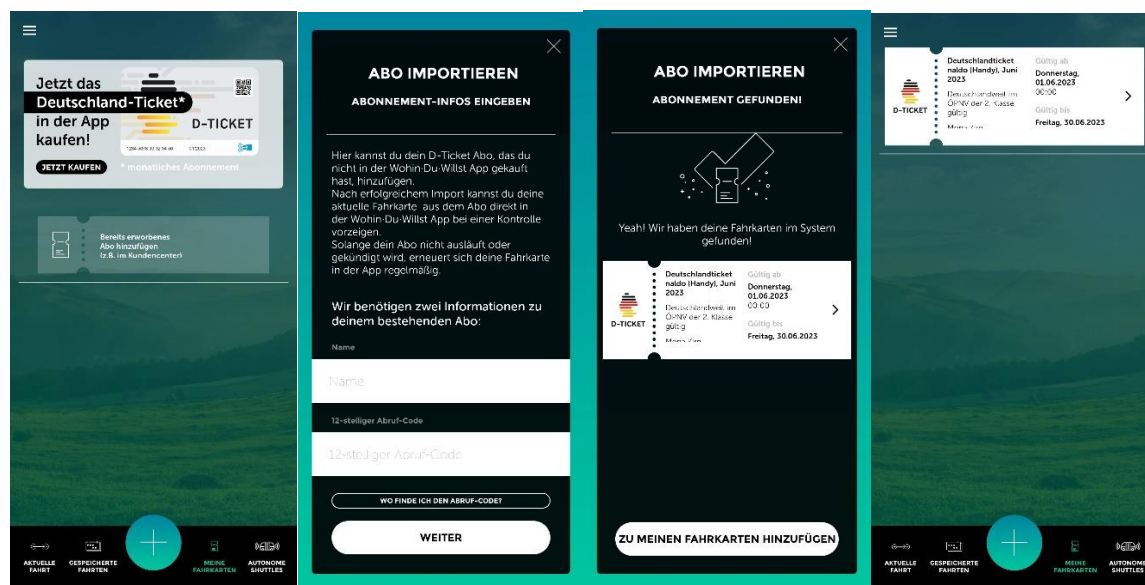 Jetzt das
Deutschland-Ticket*
in der App
kaufen!
D-TICKET
JETZT KAUFEN
* monatliches Abonnement
Bereits erworbenes
Abo hinzufügen
(z.B. im Kundencenter)
AKTUELLE
FAHRT
GESPEICHERTE
FAHRTEN
MEINE
FAHRKARTEN
AUTONOME
SHUTTLES
ABO IMPORTIEREN
ABONNEMENT-INFOS EINGEBEN
Hier kannst du dein D-Ticket Abo, das du
nicht in der Wohin·Du·Willst App gekauft
hast, hinzufügen.
Nach erfolgreichem Import kannst du deine
aktuelle Fahrkarte aus dem Abo direkt in
der Wohin·Du·Willst App bei einer Kontrolle
vorzeigen.
Solange dein Abo nicht ausläuft oder
gekündigt wird, erneuert sich deine Fahrkarte
in der App regelmäßig.
Wir benötigen zwei Informationen zu
deinem bestehenden Abo:
Name
Name
12-stelliger Abruf-Code
12-stelliger Abruf-Code
WO FINDE ICH DEN ABRUF-CODE?
WEITER
ABO IMPORTIEREN
ABONNEMENT GEFUNDEN!
Yeah! Wir haben deine Fahrkarten im System
gefunden!
D-TICKET
Deutschlandticket
naldo (Handy), Juni
2023
Deutschlandweit im
ÖPNV der 2. Klasse
gültig
Gültig ab
Donnerstag,
01.06.2023
00:00
Gültig bis
Freitag, 30.06.2023
ZU MEINEN FAHRKARTEN HINZUFÜGEN
D-TICKET
Deutschlandticket
naldo (Handy), Juni
2023
Deutschlandweit im
ÖPNV der 2. Klasse
gültig
Gültig ab
Donnerstag,
01.06.2023
00:00
Gültig bis
Freitag, 30.06.2023
AKTUELLE
FAHRT
GESPEICHERTE
FAHRTEN
MEINE
FAHRKARTEN
AUTONOME
SHUTTLES